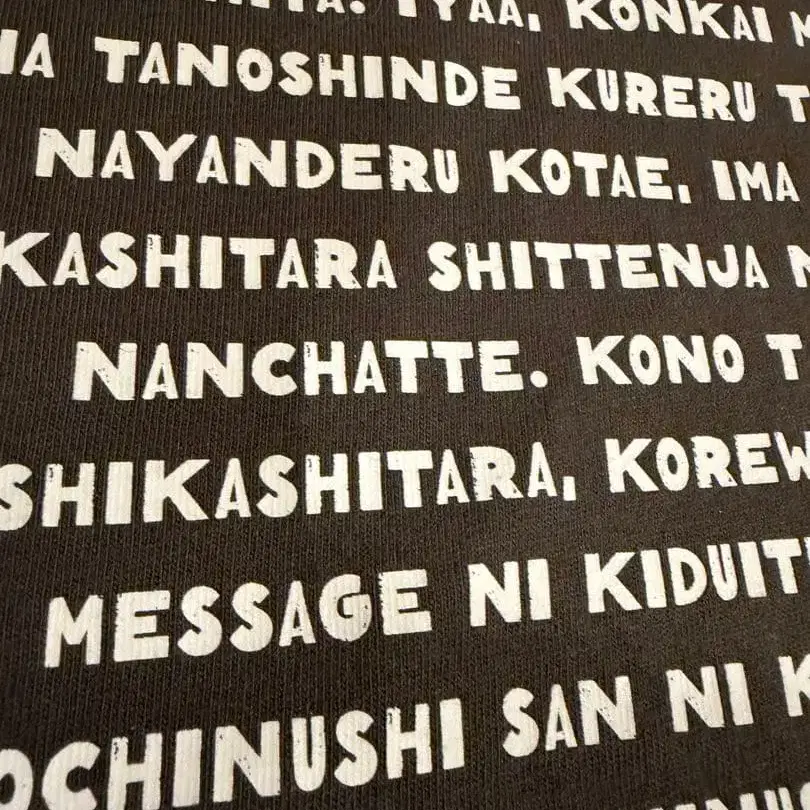 IYAA, KONKAI
TANOSHINDE KURERU
NAYANDERU KOTAE, IMA
KASHITARA SHITTENJA
NANCHATTE. KONO
SHIKASHITARA, KOREW
MESSAGE NI KIDUIT
OCHINUSHI SAN NI K